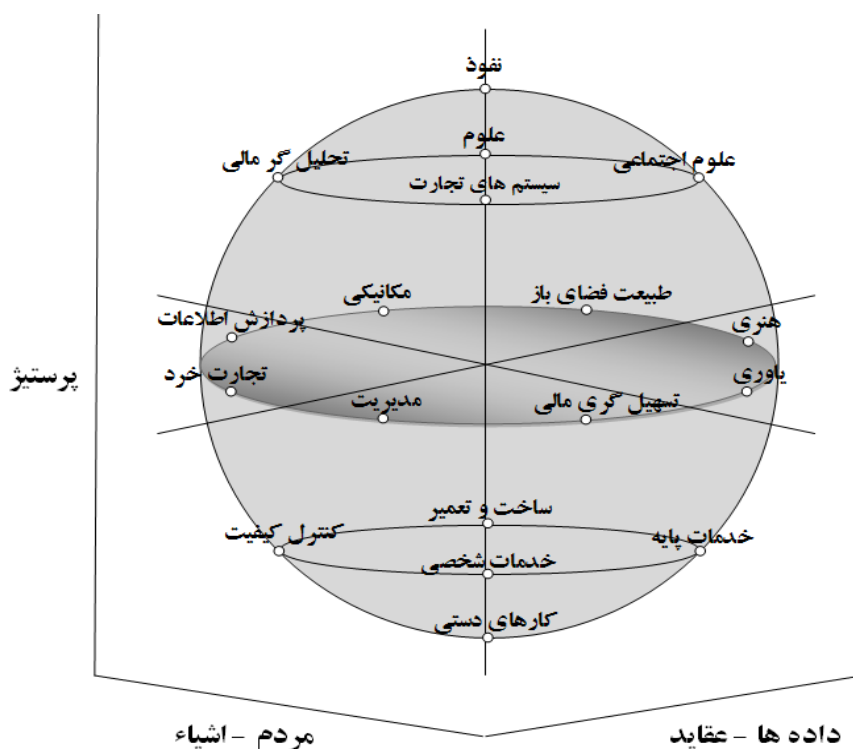 نفوذ
علوم
علوم اجتماعی
تحلیل گر مالی
سیستم های تجارت
طبیعت فضای باز
مکانیکی
هنری
پردازش اطلاعات
یاوری
تجارت خرد
پرستیژ
تسهیل گری مالی
مدیریت
ساخت و تعمیر
خدمات پایه
کنترل کیفیت
خدمات شخصی
کارهای دستی
داده ها - عقاید
مردم - اشیاء